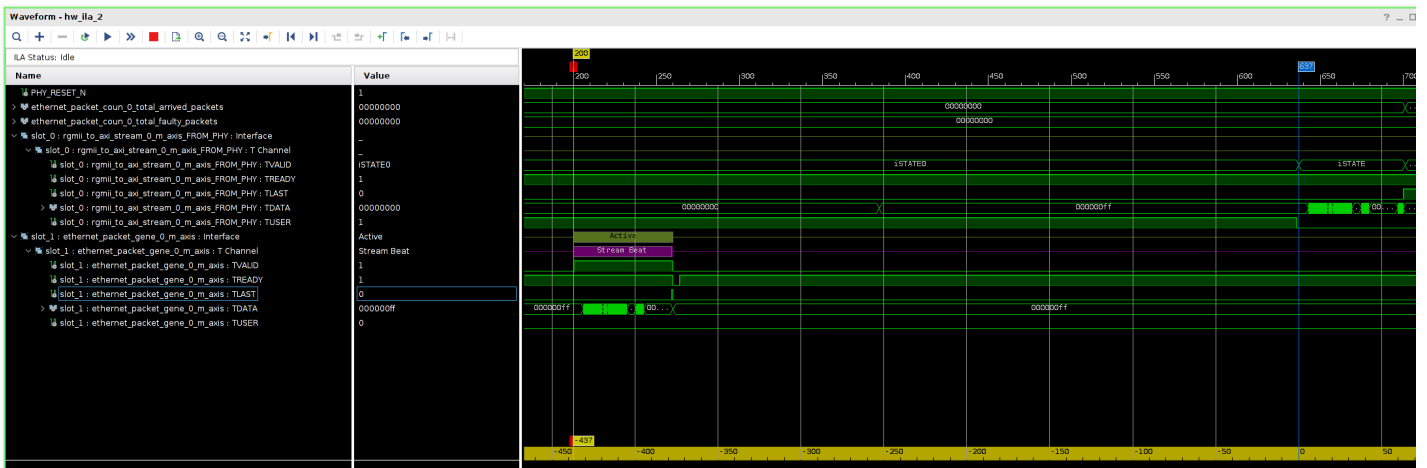 Waveform - hw_ila_2
ILA Status: Idle
200
Name Value
200 250 300 350 400 450 500 550 600 637 650 700
PHY_RESET_N 1
ethernet_packet_coun_0_total_arrived_packets 00000000 00000000
ethernet_packet_coun_0_total_faulty_packets 00000000 00000000
slot_0 : rgmii_to_axi_stream_0_m_axis_FROM_PHY : Interface _
slot_0 : rgmii_to_axi_stream_0_m_axis_FROM_PHY : T Channel _
slot_0 : rgmii_to_axi_stream_0_m_axis_FROM_PHY : TVALID iSTATE0 iSTATE0 iSTATE
slot_0 : rgmii_to_axi_stream_0_m_axis_FROM_PHY : TREADY 1
slot_0 : rgmii_to_axi_stream_0_m_axis_FROM_PHY : TLAST 0
slot_0 : rgmii_to_axi_stream_0_m_axis_FROM_PHY : TDATA 00000000 00000000 000000ff 00...
slot_0 : rgmii_to_axi_stream_0_m_axis_FROM_PHY : TUSER 1
slot_1 : ethernet_packet_gene_0_m_axis : Interface Active Active
slot_1 : ethernet_packet_gene_0_m_axis : T Channel Stream Beat Stream Beat
slot_1 : ethernet_packet_gene_0_m_axis : TVALID 1
slot_1 : ethernet_packet_gene_0_m_axis : TREADY 1
slot_1 : ethernet_packet_gene_0_m_axis : TLAST 0
slot_1 : ethernet_packet_gene_0_m_axis : TDATA 000000ff 000000ff 00... 000000ff
slot_1 : ethernet_packet_gene_0_m_axis : TUSER 0
-437
-450 -400 -350 -300 -250 -200 -150 -100 -50 0 50